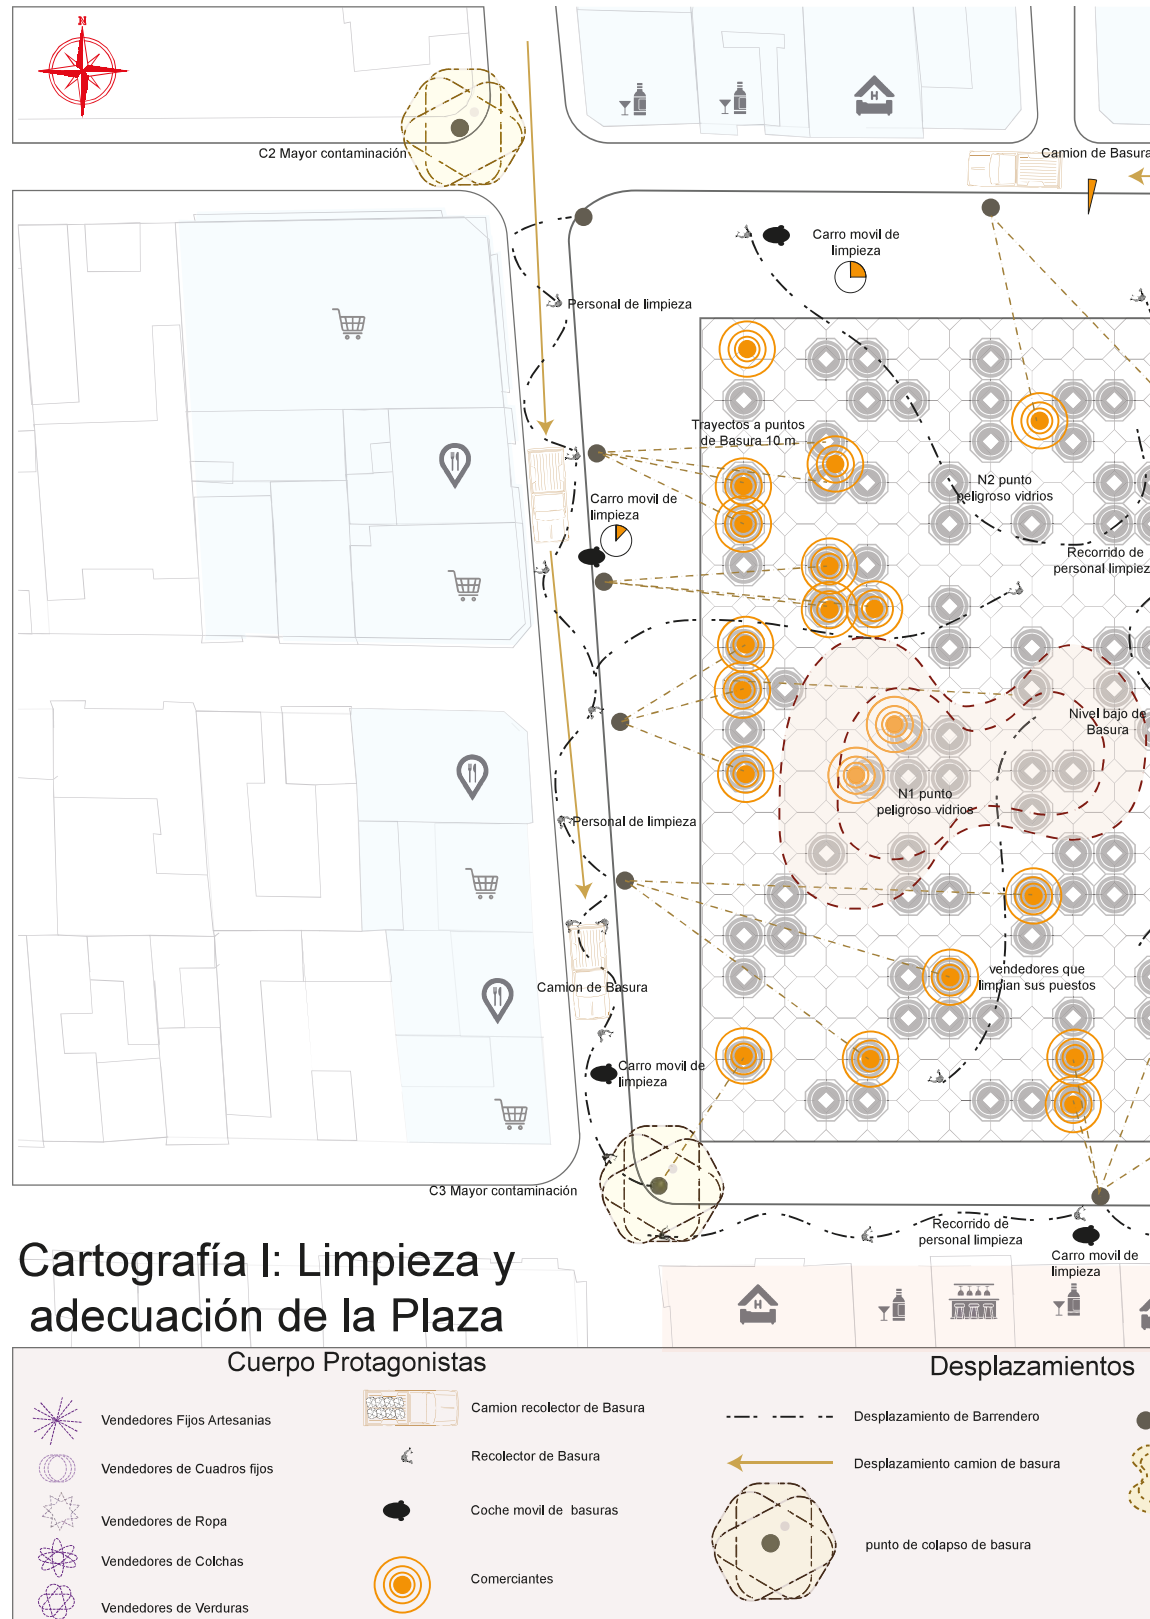 N
C2 Mayor contaminación
Camion de Basura
Carro movil de
limpieza
Personal de limpieza
Trayectos a puntos
de Basura 10 m
N2 punto
peligroso vidrios
Carro movil de
limpieza
Recorrido de
personal limpiez
Nivel bajo de
Basura
N1 punto
peligroso vidrios
Personal de limpieza
vendedores que
limpian sus puestos
Camion de Basura
Carro movil de
limpieza
C3 Mayor contaminación
Recorrido de
personal limpieza
Carro movil de
limpieza
H
H
Cartografía I: Limpieza y
adecuación de la Plaza
Cuerpo Protagonistas
Vendedores Fijos Artesanias
Vendedores de Cuadros fijos
Vendedores de Ropa
Vendedores de Colchas
Vendedores de Verduras
Camion recolector de Basura
Recolector de Basura
Coche movil de basuras
Comerciantes
Desplazamientos
Desplazamiento de Barrendero
Desplazamiento camion de basura
punto de colapso de basura